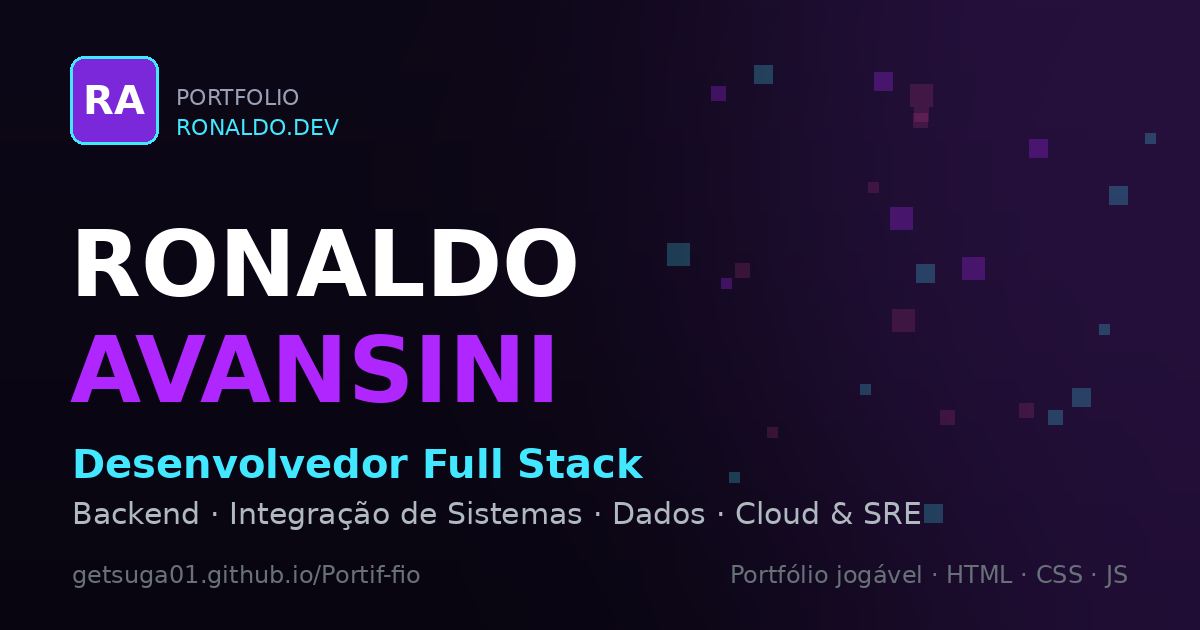 RA
PORTFOLIO
RONALDO.DEV
RONALDO
AVANSINI
Desenvolvedor Full Stack
Backend · Integração de Sistemas · Dados · Cloud & SRE
getsuga01.github.io/Portif-fio
Portfólio jogável · HTML · CSS · JS